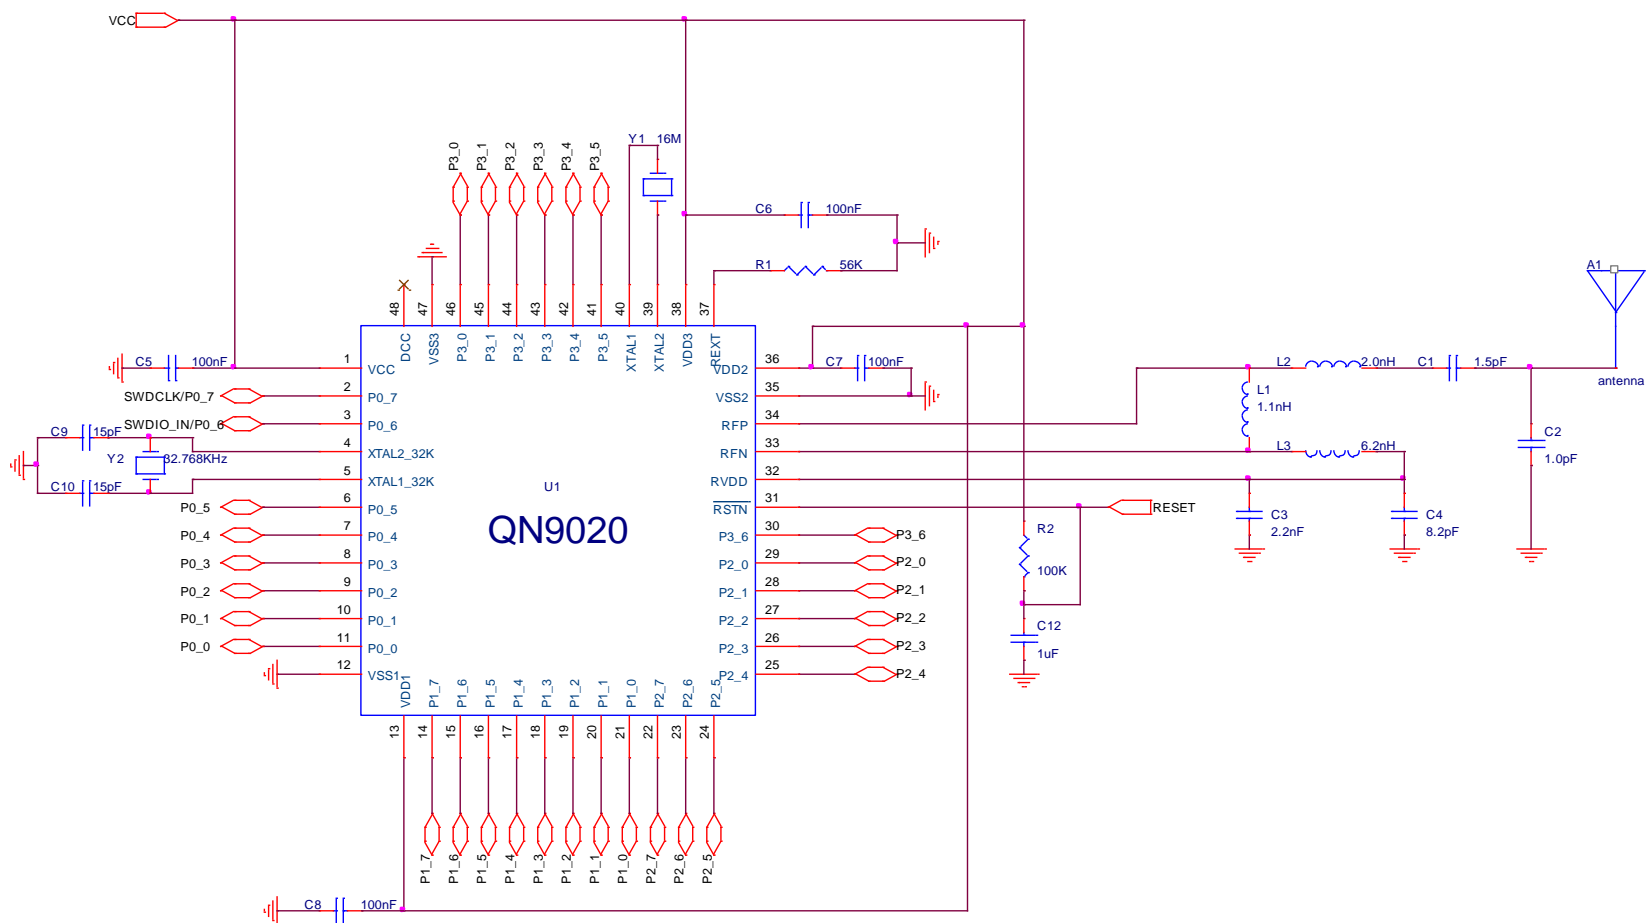 VCC
Y1 16M
P3_0
P3_1
P3_2
P3_3
P3_4
P3_5
C6 100nF
R1 56K
A1
antenna
48
47
46
45
44
43
42
41
40
39
38
37
DCC
VSS3
P3_0
P3_1
P3_2
P3_3
P3_4
P3_5
XTAL1
XTAL2
VDD3
REXT
C5 100nF
1 VCC
SWDCLK/P0_7 2 P0_7
SWDIO_IN/P0_6 3 P0_6
C9 15pF
4 XTAL2_32K
Y2 32.768KHz
5 XTAL1_32K
C10 15pF
P0_5 6 P0_5
P0_4 7 P0_4
P0_3 8 P0_3
P0_2 9 P0_2
P0_1 10 P0_1
P0_0 11 P0_0
12 VSS1
U1
QN9020
VDD2 36
C7 100nF
VSS2 35
RFP 34
RFN 33
RVDD 32
RSTN 31
RESET
P3_6 30 P3_6
P2_0 29 P2_0
P2_1 28 P2_1
P2_2 27 P2_2
P2_3 26 P2_3
P2_4 25 P2_4
L2 2.0nH
C1 1.5pF
L1
1.1nH
L3 6.2nH
C2
1.0pF
C3
2.2nF
C4
8.2pF
R2
100K
C12
1uF
VDD1
P1_7
P1_6
P1_5
P1_4
P1_3
P1_2
P1_1
P1_0
P2_7
P2_6
P2_5
13
14
15
16
17
18
19
20
21
22
23
24
P1_7
P1_6
P1_5
P1_4
P1_3
P1_2
P1_1
P1_0
P2_7
P2_6
P2_5
C8 100nF